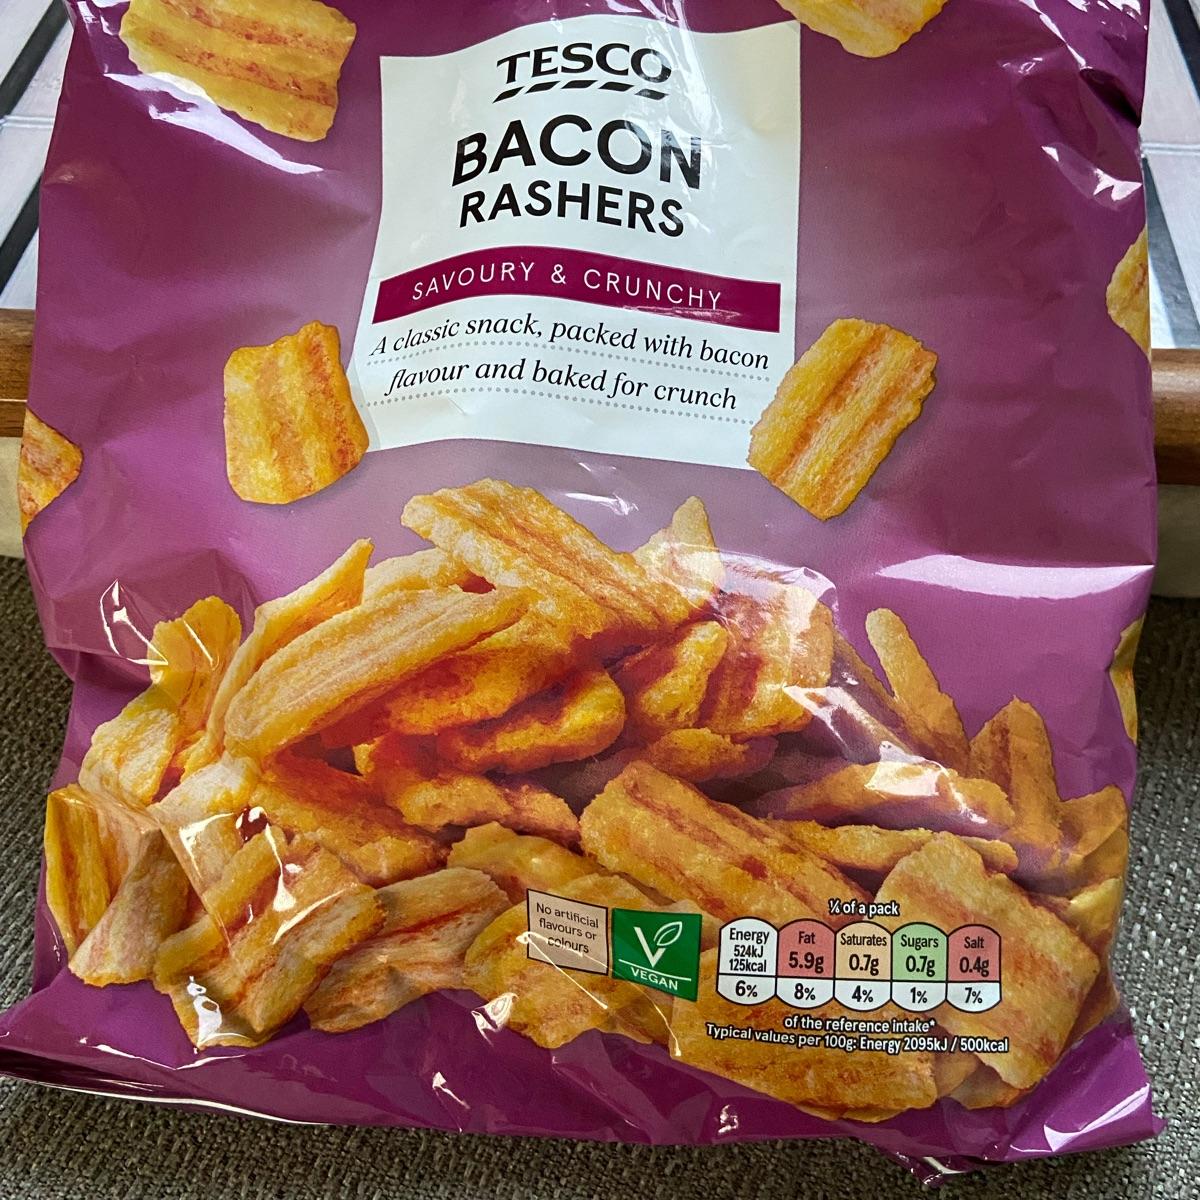 TESCO
BACON
RASHERS
SAVOURY & CRUNCHY
A classic snack, packed with bacon
flavour and baked for crunch
No artificial
flavours or
colours
VEGAN
of a pack
Energy
524kJ
125kcal
6%
Fat
5.9g
8%
Saturates
0.7g
4%
Sugars
0.7g
1%
Salt
0.4g
7%
of the reference intake*
Typical values per 100g: Energy 2095kJ / 500kcal